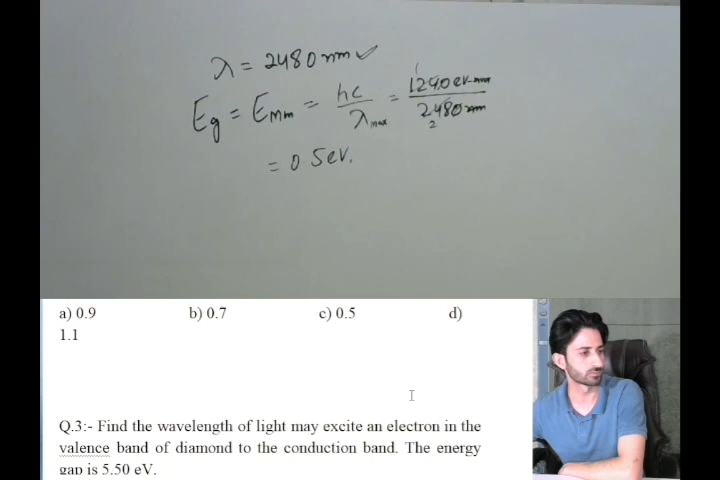 λ = 2480 nm ✓
Eg = Emin = hc / λmax = 1240 eV-nm / 2480 nm
1
2
= 0.5 eV.
a) 0.9 b) 0.7 c) 0.5 d)
1.1
Q.3:- Find the wavelength of light may excite an electron in the
valence band of diamond to the conduction band. The energy
gap is 5.50 eV.